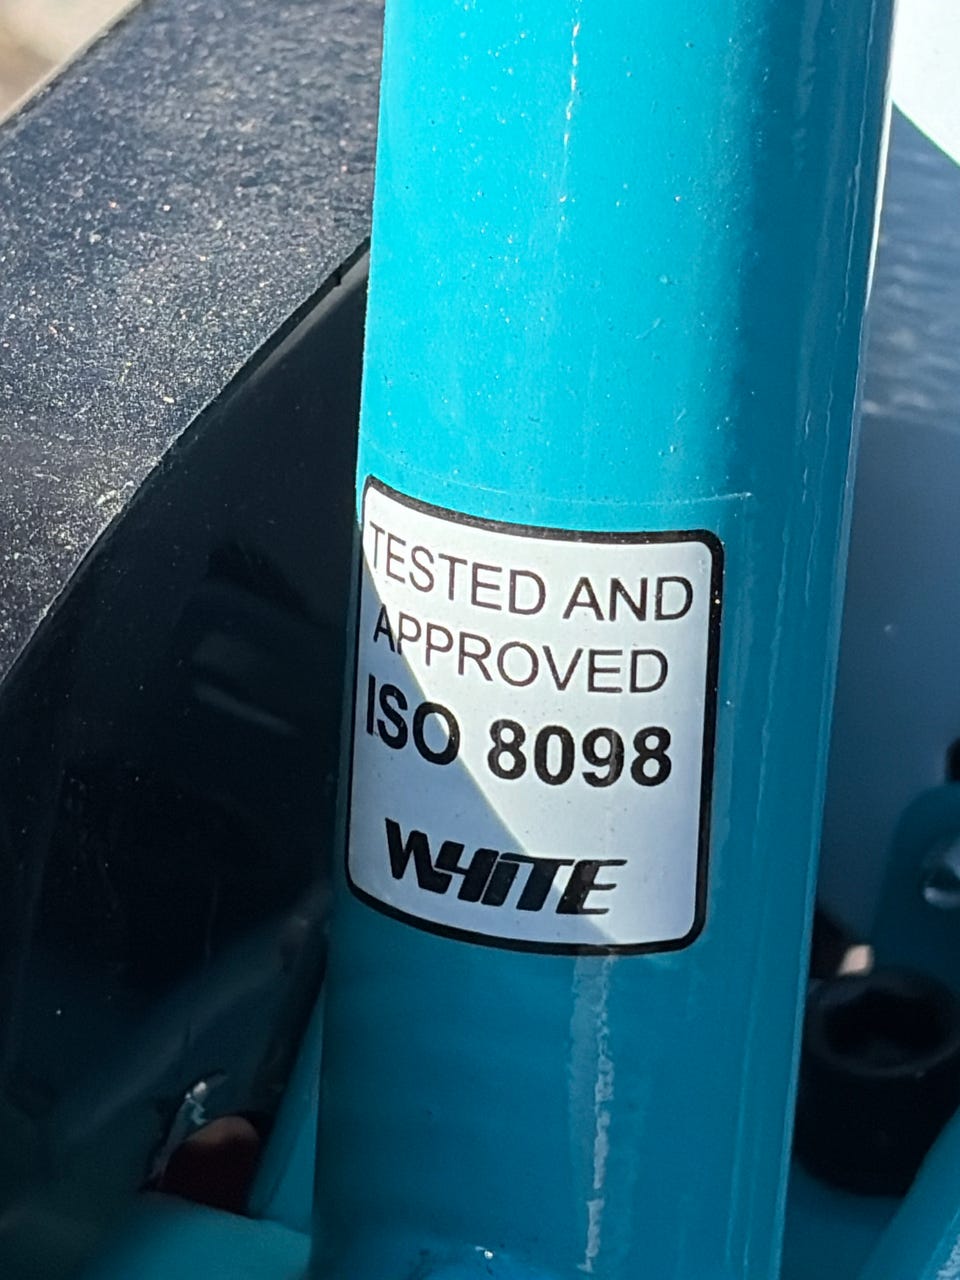 TESTED AND
APPROVED
ISO 8098
WHITE